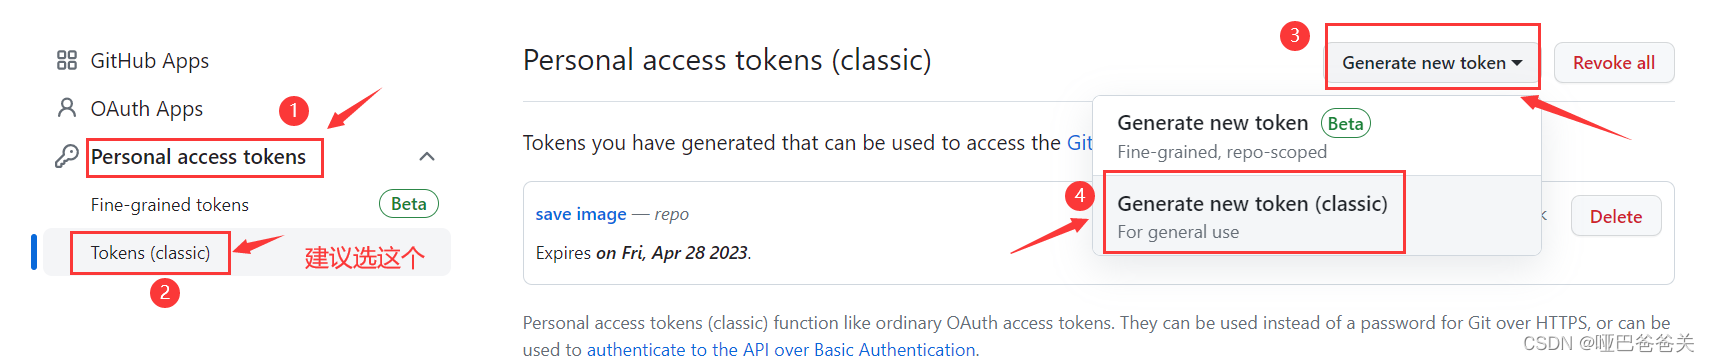 GitHub Apps
OAuth Apps
1
Personal access tokens
Fine-grained tokens Beta
Tokens (classic) 建议选这个
2
Personal access tokens (classic)
3
Generate new token
Revoke all
Tokens you have generated that can be used to access the Git
Generate new token Beta
Fine-grained, repo-scoped
4
Generate new token (classic)
For general use
save image — repo
Delete
Expires on Fri, Apr 28 2023.
Personal access tokens (classic) function like ordinary OAuth access tokens. They can be used instead of a password for Git over HTTPS, or can be
used to authenticate to the API over Basic Authentication.
CSDN @哑巴爸爸关